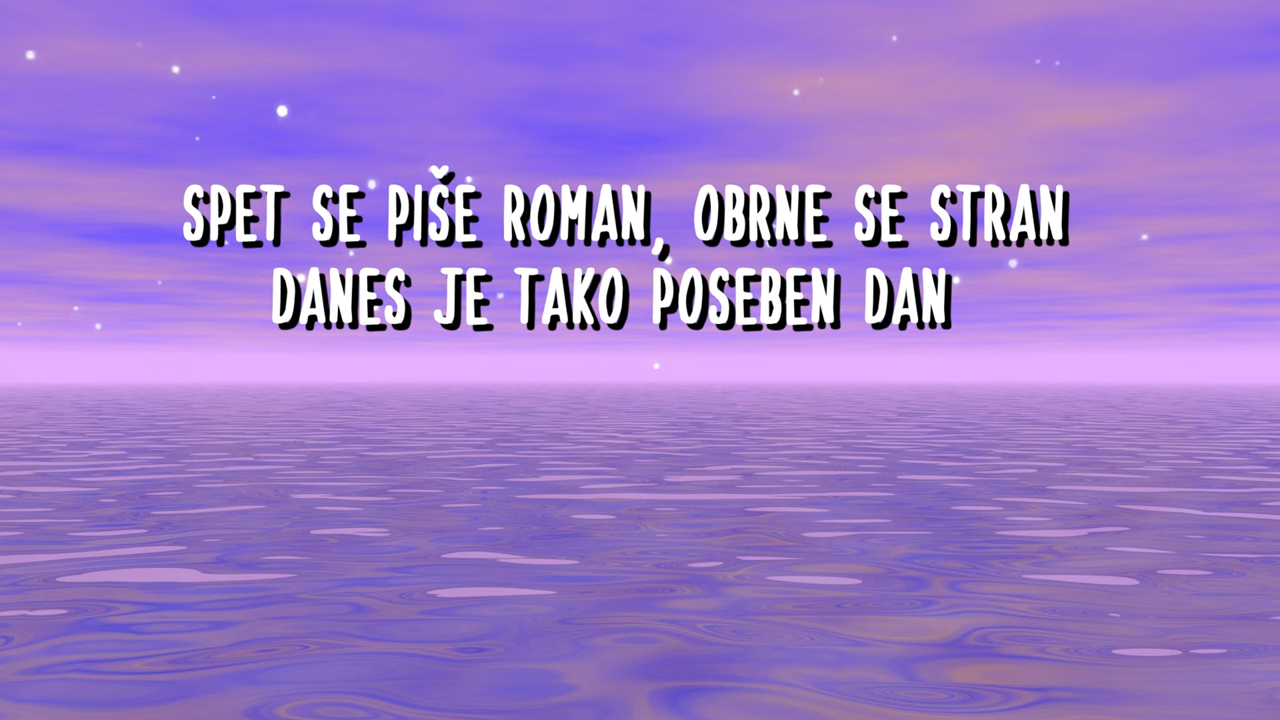 SPET SE PIŠE ROMAN, OBRNE SE STRAN
DANES JE TAKO POSEBEN DAN